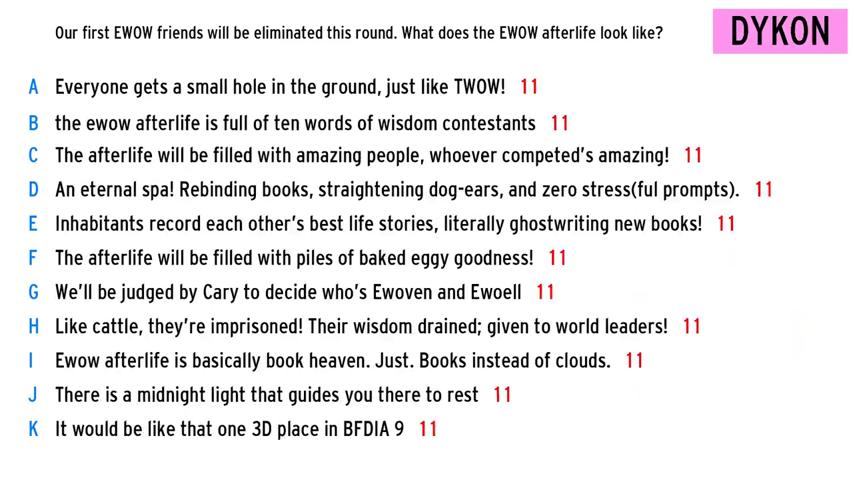 Our first EWOW friends will be eliminated this round. What does the EWOW afterlife look like?
DYKON
A Everyone gets a small hole in the ground, just like TWOW! 11
B the ewow afterlife is full of ten words of wisdom contestants 11
C The afterlife will be filled with amazing people, whoever competed's amazing! 11
D An eternal spa! Rebinding books, straightening dog-ears, and zero stress(ful prompts). 11
E Inhabitants record each other's best life stories, literally ghostwriting new books! 11
F The afterlife will be filled with piles of baked eggy goodness! 11
G We'll be judged by Cary to decide who's Ewoven and Ewoell 11
H Like cattle, they're imprisoned! Their wisdom drained; given to world leaders! 11
I Ewow afterlife is basically book heaven. Just. Books instead of clouds. 11
J There is a midnight light that guides you there to rest 11
K It would be like that one 3D place in BFDIA 9 11